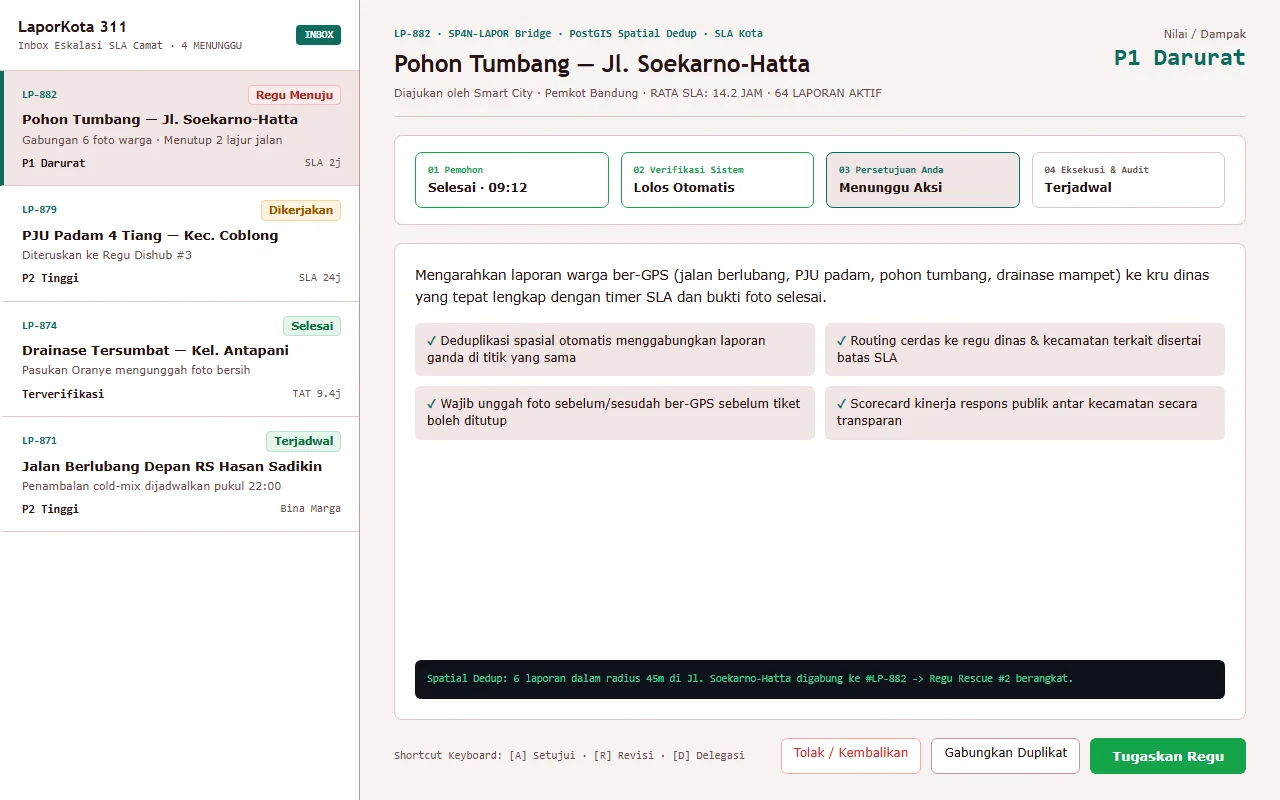 LaporKota 311
Inbox Eskalasi SLA Camat · 4 MENUNGGU
INBOX
LP-882
Regu Menuju
Pohon Tumbang — Jl. Soekarno-Hatta
Gabungan 6 foto warga · Menutup 2 lajur jalan
P1 Darurat
SLA 2j
LP-879
Dikerjakan
PJU Padam 4 Tiang — Kec. Coblong
Diteruskan ke Regu Dishub #3
P2 Tinggi
SLA 24j
LP-874
Selesai
Drainase Tersumbat — Kel. Antapani
Pasukan Oranye mengunggah foto bersih
Terverifikasi
TAT 9.4j
LP-871
Terjadwal
Jalan Berlubang Depan RS Hasan Sadikin
Penambalan cold-mix dijadwalkan pukul 22:00
P2 Tinggi
Bina Marga
LP-882 · SP4N-LAPOR Bridge · PostGIS Spatial Dedup · SLA Kota
Pohon Tumbang — Jl. Soekarno-Hatta
Diajukan oleh Smart City · Pemkot Bandung · RATA SLA: 14.2 JAM · 64 LAPORAN AKTIF
Nilai / Dampak
P1 Darurat
01 Pemohon
Selesai · 09:12
02 Verifikasi Sistem
Lolos Otomatis
03 Persetujuan Anda
Menunggu Aksi
04 Eksekusi & Audit
Terjadwal
Mengarahkan laporan warga ber-GPS (jalan berlubang, PJU padam, pohon tumbang, drainase mampet) ke kru dinas
yang tepat lengkap dengan timer SLA dan bukti foto selesai.
✓ Deduplikasi spasial otomatis menggabungkan laporan
ganda di titik yang sama
✓ Routing cerdas ke regu dinas & kecamatan terkait disertai
batas SLA
✓ Wajib unggah foto sebelum/sesudah ber-GPS sebelum tiket
boleh ditutup
✓ Scorecard kinerja respons publik antar kecamatan secara
transparan
Spatial Dedup: 6 laporan dalam radius 45m di Jl. Soekarno-Hatta digabung ke #LP-882 -> Regu Rescue #2 berangkat.
Shortcut Keyboard: [A] Setujui · [R] Revisi · [D] Delegasi
Tolak / Kembalikan
Gabungkan Duplikat
Tugaskan Regu